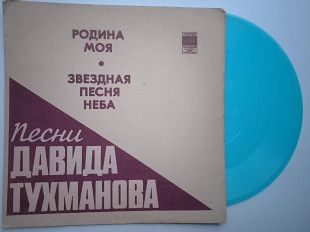 РОДИНА
МОЯ
•
ЗВЕЗДНАЯ
ПЕСНЯ
НЕБА
Песни
ДАВИДА
ТУХМАНОВА